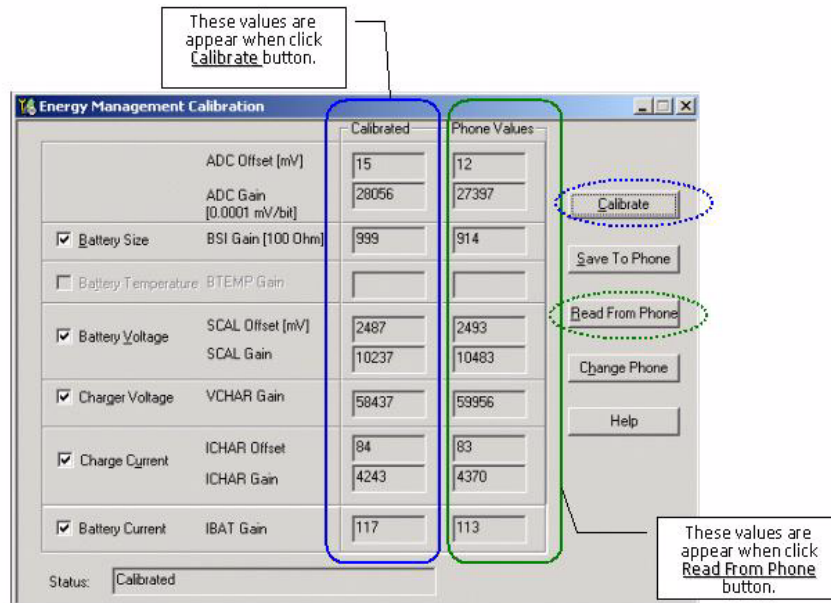 These values are
appear when click
Calibrate button.
Energy Management Calibration
Calibrated Phone Values
ADC Offset [mV] 15 12
ADC Gain 28056 27397
[0.0001 mV/bit]
Calibrate
Battery Size BSI Gain [100 Ohm] 999 914
Save To Phone
Battery Temperature BTEMP Gain
Read From Phone
Battery Voltage SCAL Offset [mV] 2487 2493
SCAL Gain 10237 10483
Change Phone
Charger Voltage VCHAR Gain 58437 59956
Help
Charge Current ICHAR Offset 84 83
ICHAR Gain 4243 4370
Battery Current IBAT Gain 117 113
These values are
appear when click
Read From Phone
button.
Status: Calibrated